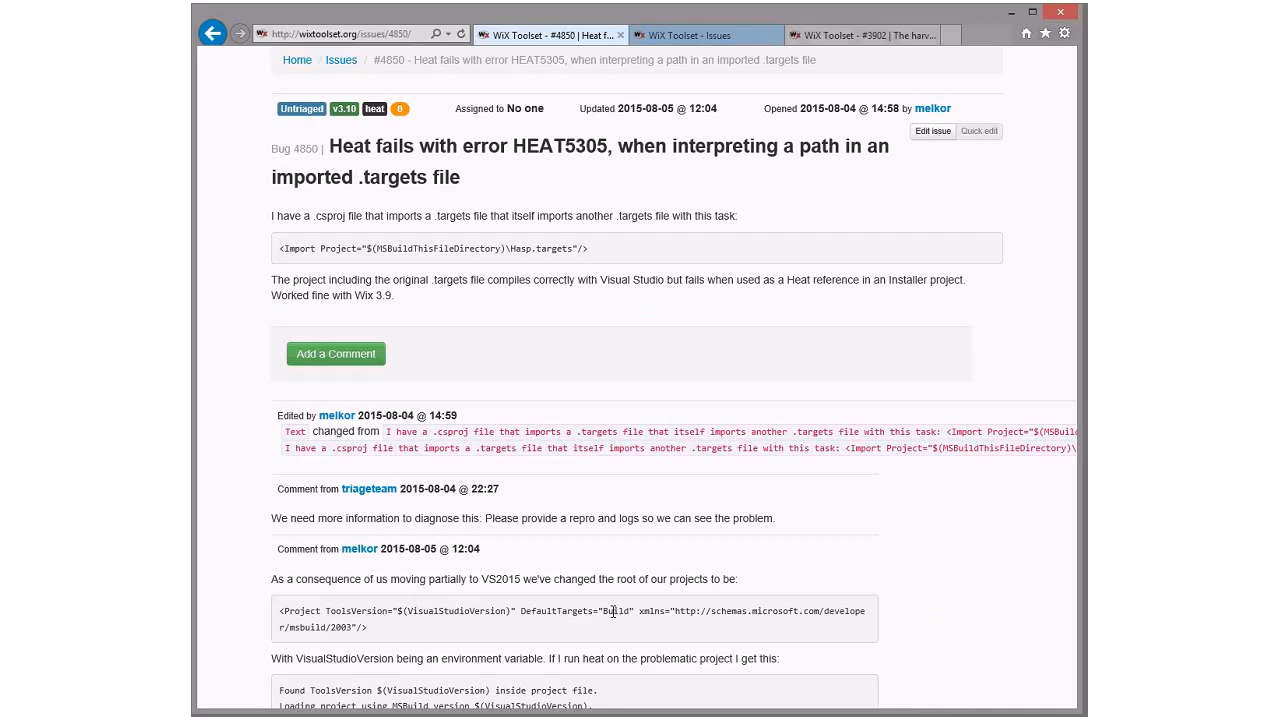 http://wixtoolset.org/issues/4850/
WiX Toolset - #4850 | Heat f...
WiX Toolset - Issues
WiX Toolset - #3902 | The harv...
Home / Issues / #4850 - Heat fails with error HEAT5305, when interpreting a path in an imported .targets file
Untriaged v3.10 heat 0 Assigned to No one Updated 2015-08-05 @ 12:04 Opened 2015-08-04 @ 14:58 by melkor
Edit issue Quick edit
Bug 4850 | Heat fails with error HEAT5305, when interpreting a path in an
imported .targets file
I have a .csproj file that imports a .targets file that itself imports another .targets file with this task:
<Import Project="$(MSBuildThisFileDirectory)\Hasp.targets"/>
The project including the original .targets file compiles correctly with Visual Studio but fails when used as a Heat reference in an Installer project.
Worked fine with Wix 3.9.
Add a Comment
Edited by melkor 2015-08-04 @ 14:59
Text changed from I have a .csproj file that imports a .targets file that itself imports another .targets file with this task: <Import Project="$(MSBuild
I have a .csproj file that imports a .targets file that itself imports another .targets file with this task: <Import Project="$(MSBuildThisFileDirectory)\
Comment from triageteam 2015-08-04 @ 22:27
We need more information to diagnose this: Please provide a repro and logs so we can see the problem.
Comment from melkor 2015-08-05 @ 12:04
As a consequence of us moving partially to VS2015 we've changed the root of our projects to be:
<Project ToolsVersion="$(VisualStudioVersion)" DefaultTargets="Build" xmlns="http://schemas.microsoft.com/develope
r/msbuild/2003"/>
With VisualStudioVersion being an environment variable. If I run heat on the problematic project I get this:
Found ToolsVersion $(VisualStudioVersion) inside project file.
Loading project using MSBuild version $(VisualStudioVersion).